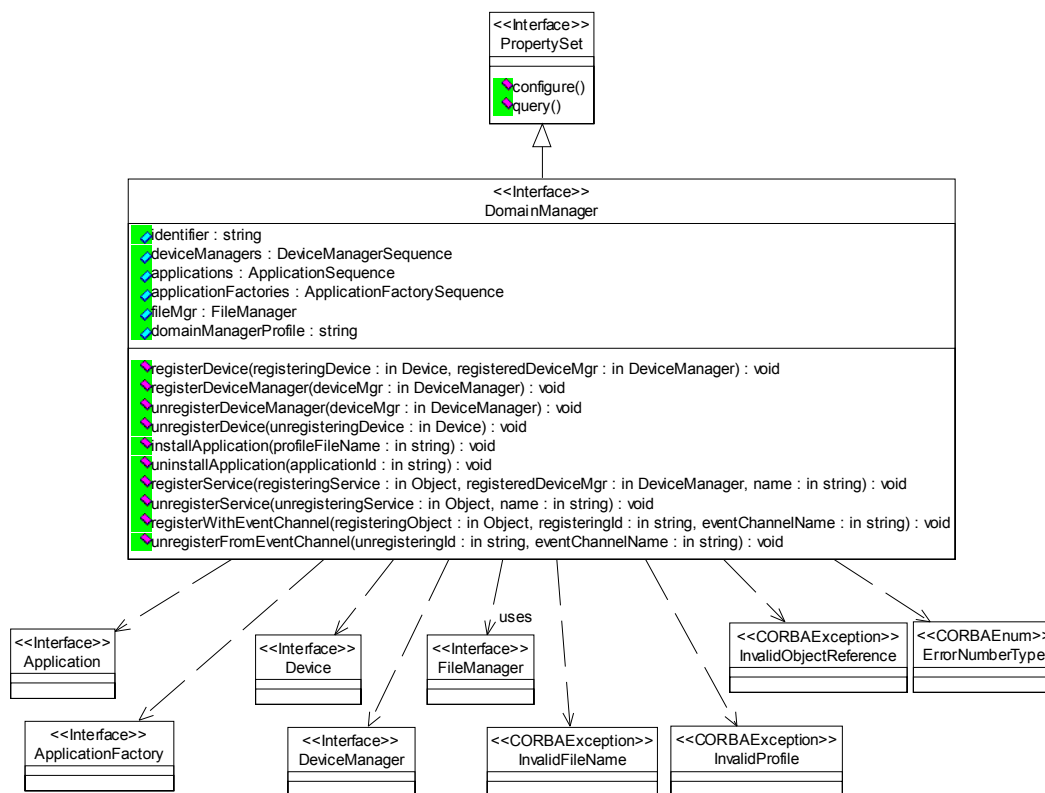 <<Interface>>
PropertySet
configure()
query()
<<Interface>>
DomainManager
identifier : string
deviceManagers : DeviceManagerSequence
applications : ApplicationSequence
applicationFactories : ApplicationFactorySequence
fileMgr : FileManager
domainManagerProfile : string
registerDevice(registeringDevice : in Device, registeredDeviceMgr : in DeviceManager) : void
registerDeviceManager(deviceMgr : in DeviceManager) : void
unregisterDeviceManager(deviceMgr : in DeviceManager) : void
unregisterDevice(unregisteringDevice : in Device) : void
installApplication(profileFileName : in string) : void
uninstallApplication(applicationId : in string) : void
registerService(registeringService : in Object, registeredDeviceMgr : in DeviceManager, name : in string) : void
unregisterService(unregisteringService : in Object, name : in string) : void
registerWithEventChannel(registeringObject : in Object, registeringId : in string, eventChannelName : in string) : void
unregisterFromEventChannel(unregisteringId : in string, eventChannelName : in string) : void
uses
<<Interface>>
Application
<<Interface>>
Device
<<Interface>>
FileManager
<<CORBAException>>
InvalidObjectReference
<<CORBAEnum>>
ErrorNumberType
<<Interface>>
ApplicationFactory
<<Interface>>
DeviceManager
<<CORBAException>>
InvalidFileName
<<CORBAException>>
InvalidProfile